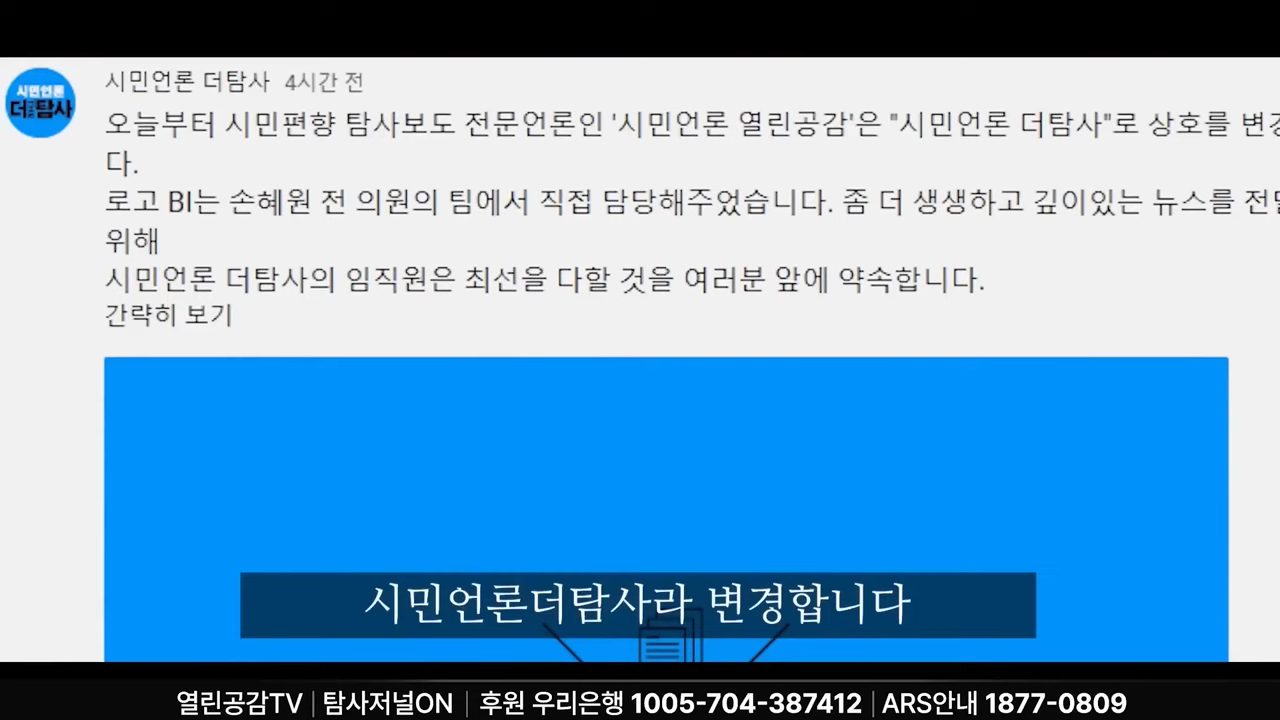 시민언론
더탐사
시민언론 더탐사 4시간 전
오늘부터 시민편향 탐사보도 전문언론인 '시민언론 열린공감'은 "시민언론 더탐사"로 상호를 변경
다.
로고 BI는 손혜원 전 의원의 팀에서 직접 담당해주었습니다. 좀 더 생생하고 깊이있는 뉴스를 전달
위해
시민언론 더탐사의 임직원은 최선을 다할 것을 여러분 앞에 약속합니다.
간략히 보기
시민언론더탐사라 변경합니다
열린공감TV | 탐사저널ON | 후원 우리은행 1005-704-387412 | ARS안내 1877-0809